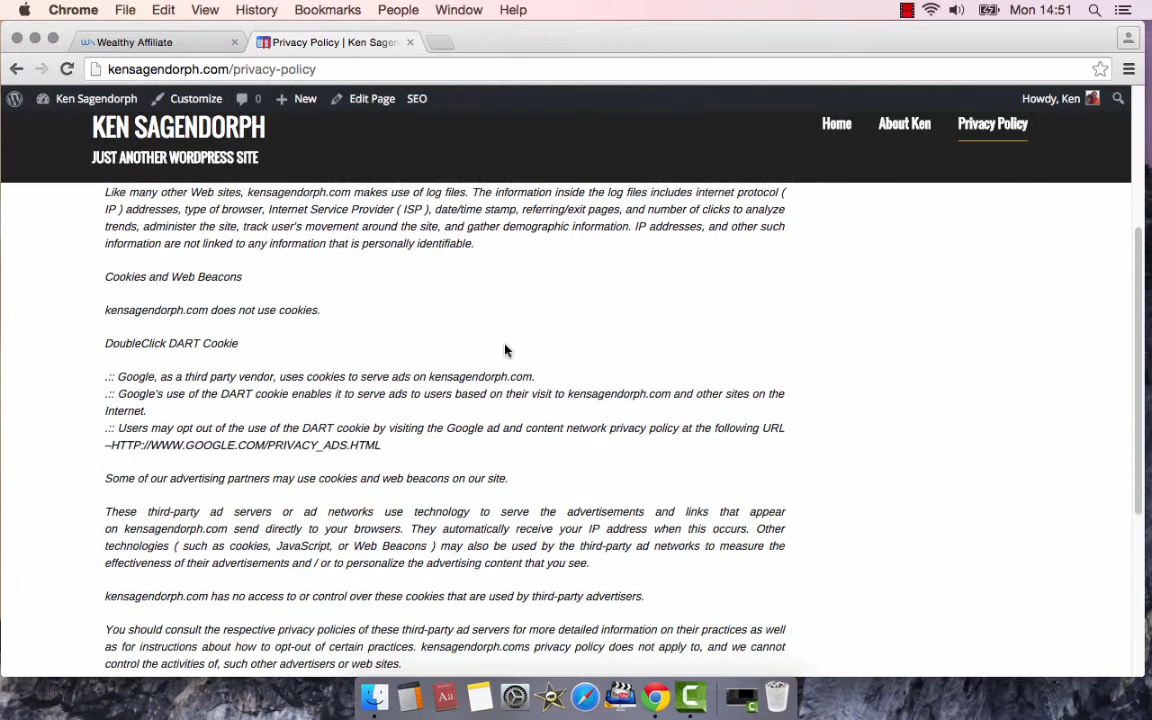 Chrome File Edit View History Bookmarks People Window Help Mon 14:51
Wealthy Affiliate Privacy Policy | Ken Sagen
kensagendorph.com/privacy-policy
Ken Sagendorph Customize 0 New Edit Page SEO Howdy, Ken
KEN SAGENDORPH Home About Ken Privacy Policy
JUST ANOTHER WORDPRESS SITE
Like many other Web sites, kensagendorph.com makes use of log files. The information inside the log files includes internet protocol (
IP ) addresses, type of browser, Internet Service Provider ( ISP ), date/time stamp, referring/exit pages, and number of clicks to analyze
trends, administer the site, track user's movement around the site, and gather demographic information. IP addresses, and other such
information are not linked to any information that is personally identifiable.
Cookies and Web Beacons
kensagendorph.com does not use cookies.
DoubleClick DART Cookie
.:: Google, as a third party vendor, uses cookies to serve ads on kensagendorph.com.
.:: Google's use of the DART cookie enables it to serve ads to users based on their visit to kensagendorph.com and other sites on the
Internet.
.:: Users may opt out of the use of the DART cookie by visiting the Google ad and content network privacy policy at the following URL
–HTTP://WWW.GOOGLE.COM/PRIVACY_ADS.HTML
Some of our advertising partners may use cookies and web beacons on our site.
These third-party ad servers or ad networks use technology to serve the advertisements and links that appear
on kensagendorph.com send directly to your browsers. They automatically receive your IP address when this occurs. Other
technologies ( such as cookies, JavaScript, or Web Beacons ) may also be used by the third-party ad networks to measure the
effectiveness of their advertisements and / or to personalize the advertising content that you see.
kensagendorph.com has no access to or control over these cookies that are used by third-party advertisers.
You should consult the respective privacy policies of these third-party ad servers for more detailed information on their practices as well
as for instructions about how to opt-out of certain practices. kensagendorph.coms privacy policy does not apply to, and we cannot
control the activities of, such other advertisers or web sites.